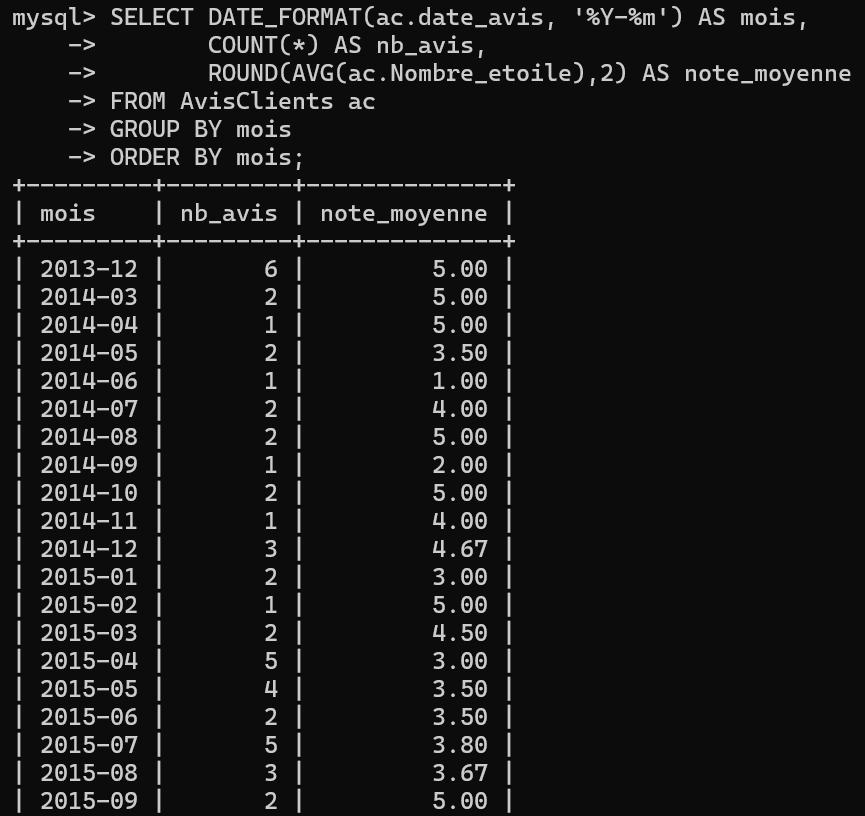 mysql> SELECT DATE_FORMAT(ac.date_avis, '%Y-%m') AS mois,
    ->        COUNT(*) AS nb_avis,
    ->        ROUND(AVG(ac.Nombre_etoile),2) AS note_moyenne
    -> FROM AvisClients ac
    -> GROUP BY mois
    -> ORDER BY mois;
+---------+---------+--------------+
| mois    | nb_avis | note_moyenne |
+---------+---------+--------------+
| 2013-12 |       6 |         5.00 |
| 2014-03 |       2 |         5.00 |
| 2014-04 |       1 |         5.00 |
| 2014-05 |       2 |         3.50 |
| 2014-06 |       1 |         1.00 |
| 2014-07 |       2 |         4.00 |
| 2014-08 |       2 |         5.00 |
| 2014-09 |       1 |         2.00 |
| 2014-10 |       2 |         5.00 |
| 2014-11 |       1 |         4.00 |
| 2014-12 |       3 |         4.67 |
| 2015-01 |       2 |         3.00 |
| 2015-02 |       1 |         5.00 |
| 2015-03 |       2 |         4.50 |
| 2015-04 |       5 |         3.00 |
| 2015-05 |       4 |         3.50 |
| 2015-06 |       2 |         3.50 |
| 2015-07 |       5 |         3.80 |
| 2015-08 |       3 |         3.67 |
| 2015-09 |       2 |         5.00 |